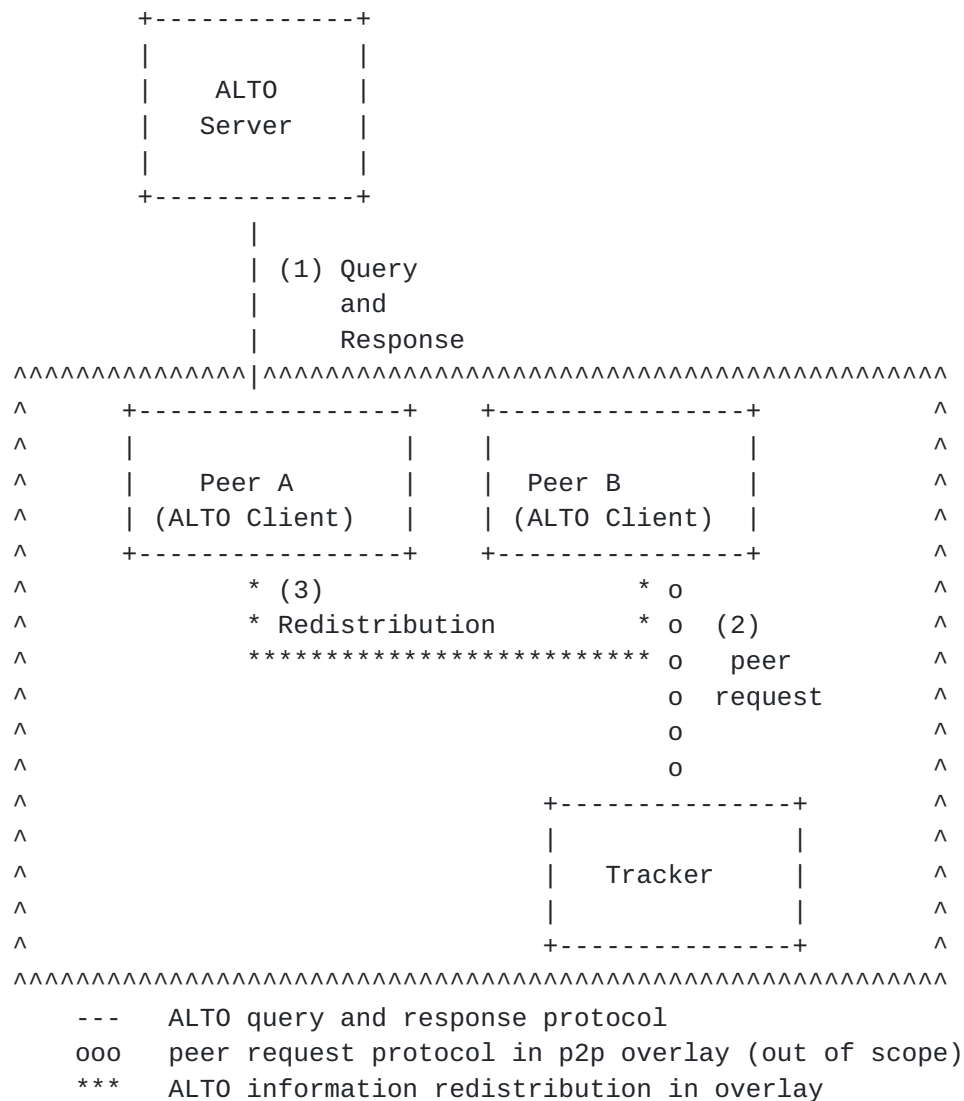 ALTO
Server
(1) Query
and
Response
Peer A
(ALTO Client)
Peer B
(ALTO Client)
(3)
Redistribution
(2)
peer
request
Tracker
--- ALTO query and response protocol
ooo peer request protocol in p2p overlay (out of scope)
*** ALTO information redistribution in overlay